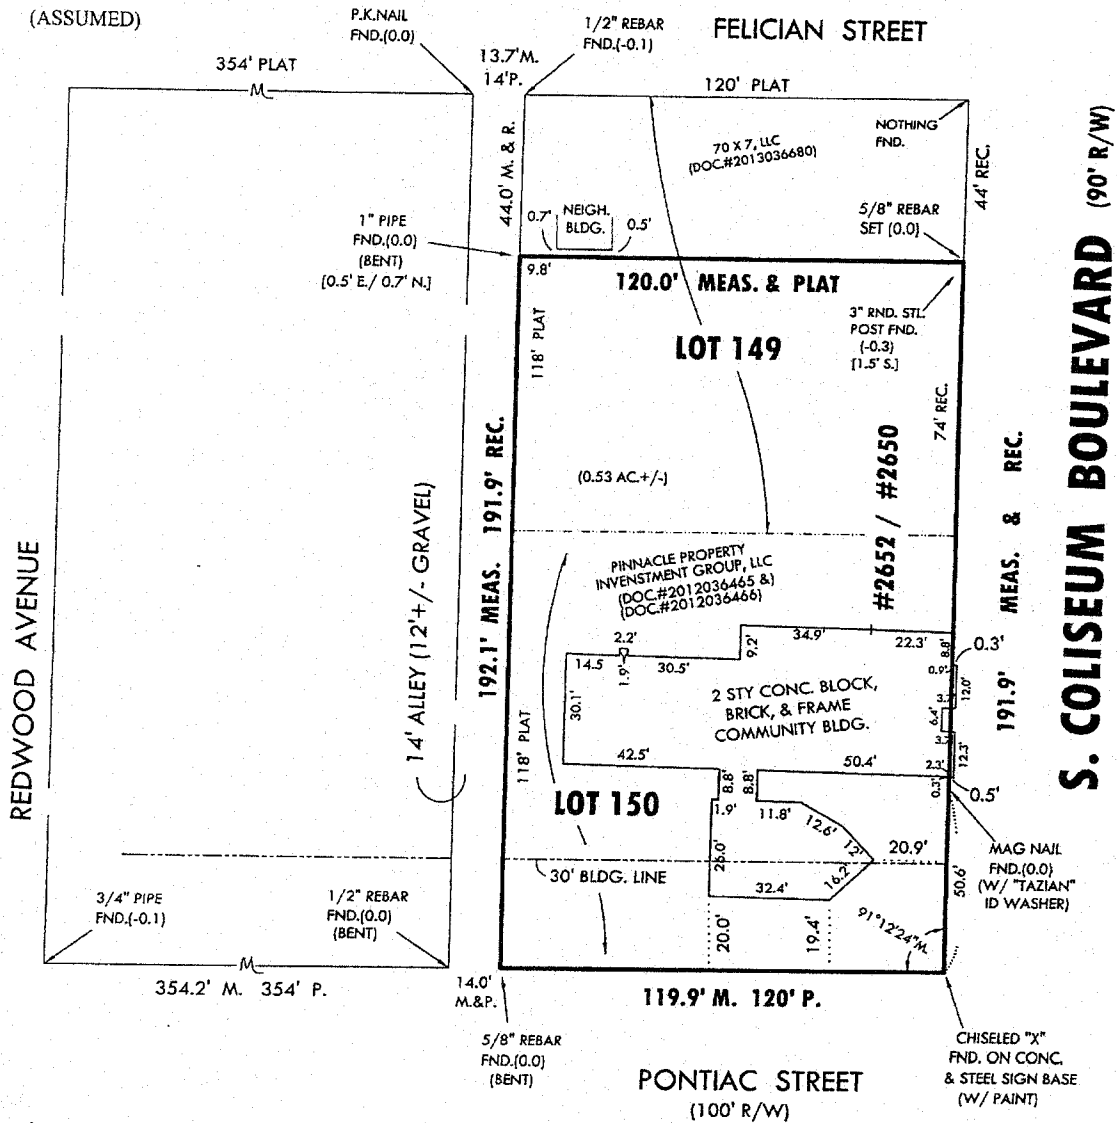 (ASSUMED)
P.K.NAIL
FND.(0.0)
1/2" REBAR
FND.(-0.1)
FELICIAN STREET
13.7'M.
14'P.
354' PLAT
120' PLAT
NOTHING
FND.
70 X 7, LLC
(DOC.#2013036680)
44.0' M. & R.
44' REC.
S. COLISEUM BOULEVARD (90' R/W)
1" PIPE
FND.(0.0)
(BENT)
[0.5' E./ 0.7' N.]
0.7'
NEIGH.
BLDG.
0.5'
5/8" REBAR
SET (0.0)
9.8'
120.0' MEAS. & PLAT
118' PLAT
3" RND. STL.
POST FND.
(-0.3)
[1.5' S.]
LOT 149
74' REC.
192.1' MEAS. 191.9' REC.
14' ALLEY (12'+/- GRAVEL)
(0.53 AC.+/-)
#2652 / #2650
191.9' MEAS. & REC.
REDWOOD AVENUE
PINNACLE PROPERTY
INVENSTMENT GROUP, LLC
(DOC.#2012036465 &)
(DOC.#2012036466)
2.2'
14.5
1.9'
30.5'
9.2'
34.9'
22.3'
8.8'
0.3'
0.9'
12.0'
30.1'
2 STY CONC. BLOCK,
BRICK, & FRAME
COMMUNITY BLDG.
6.4'
12.3'
118' PLAT
42.5'
50.4'
2.3'
0.3'
0.5'
8.8'
8.8'
LOT 150
1.9'
11.8'
12.6'
12'
26.0'
20.9'
MAG NAIL
FND.(0.0)
(W/ "TAZIAN"
ID WASHER)
30' BLDG. LINE
32.4'
16.2'
50.6'
3/4" PIPE
FND.(-0.1)
1/2" REBAR
FND.(0.0)
(BENT)
20.0'
19.4'
91°12'24"M.
354.2' M. 354' P.
14.0'
M.&P.
119.9' M. 120' P.
5/8" REBAR
FND.(0.0)
(BENT)
PONTIAC STREET
(100' R/W)
CHISELED "X"
FND. ON CONC.
& STEEL SIGN BASE
(W/ PAINT)